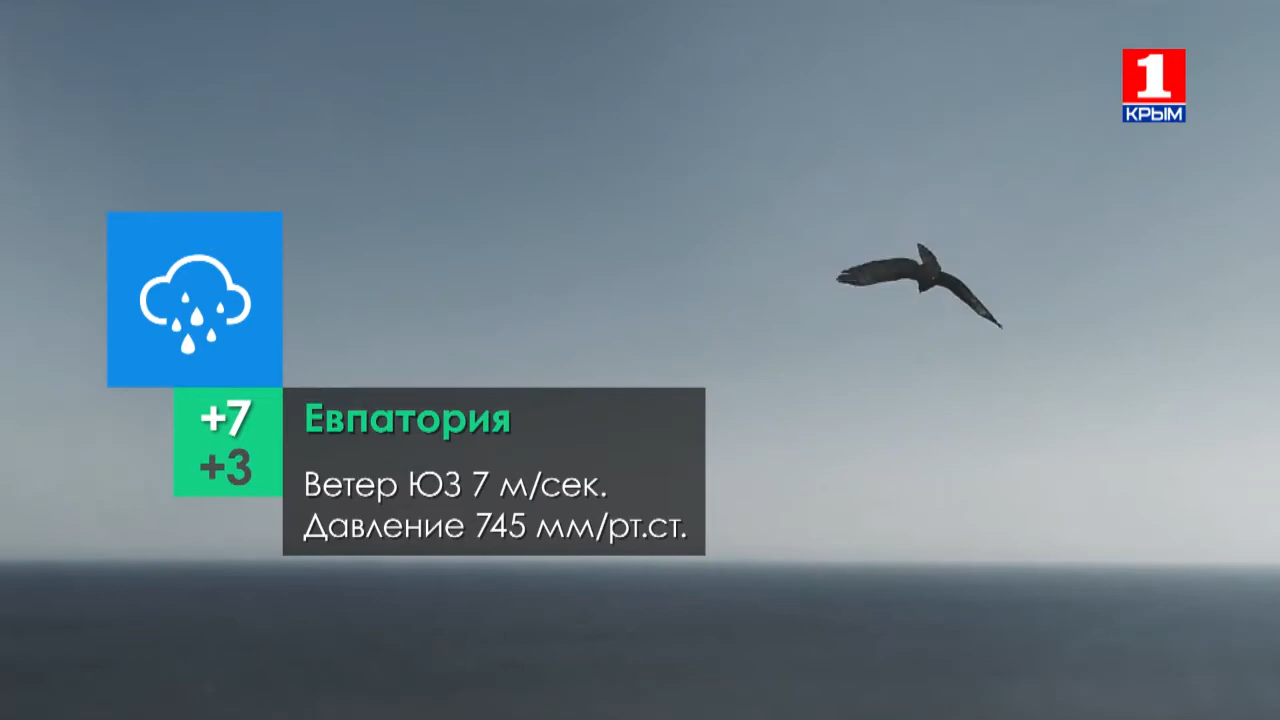 1
КРЫМ
+7
+3
Евпатория
Ветер ЮЗ 7 м/сек.
Давление 745 мм/рт.ст.